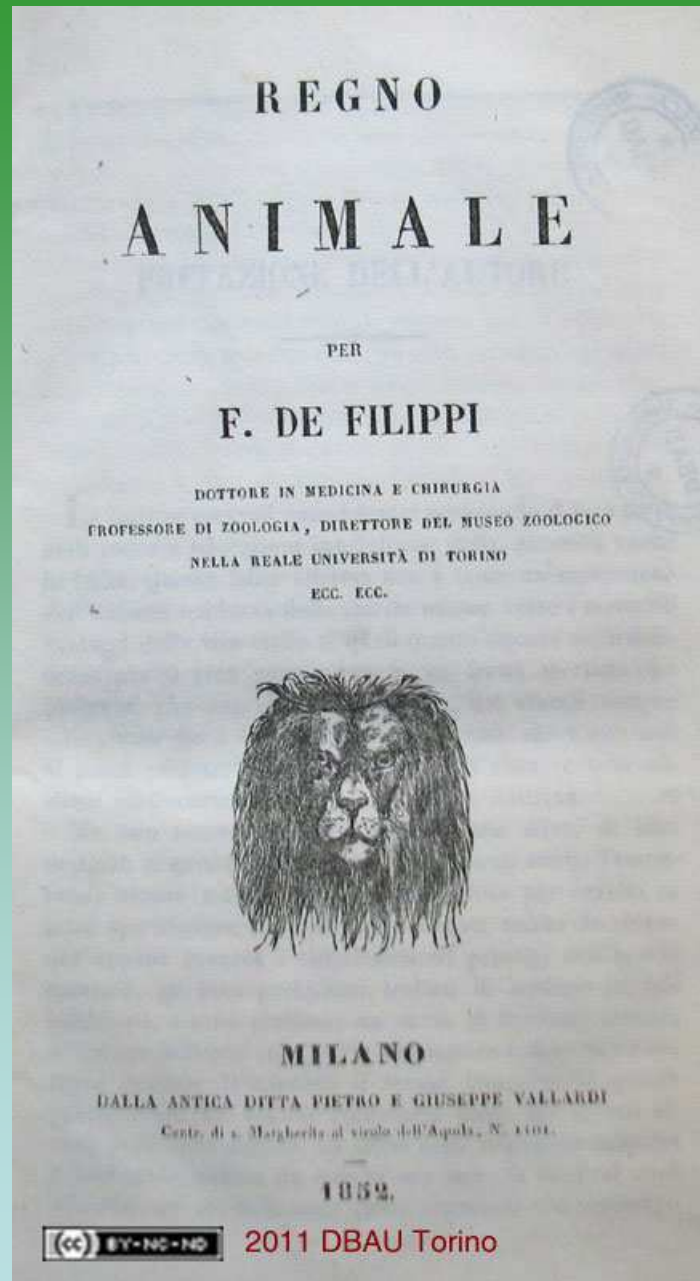 REGNO
ANIMALE
PER
F. DE FILIPPI
DOTTORE IN MEDICINA E CHIRURGIA
PROFESSORE DI ZOOLOGIA, DIRETTORE DEL MUSEO ZOOLOGICO
NELLA REALE UNIVERSITÀ DI TORINO
ECC. ECC.
MILANO
DALLA ANTICA DITTA PIETRO E GIUSEPPE VALLARDI
Contr. di s. Margherita al vicolo dell'Aquila, N. 1101.
1852.
cc BY-NC-ND 2011 DBAU Torino